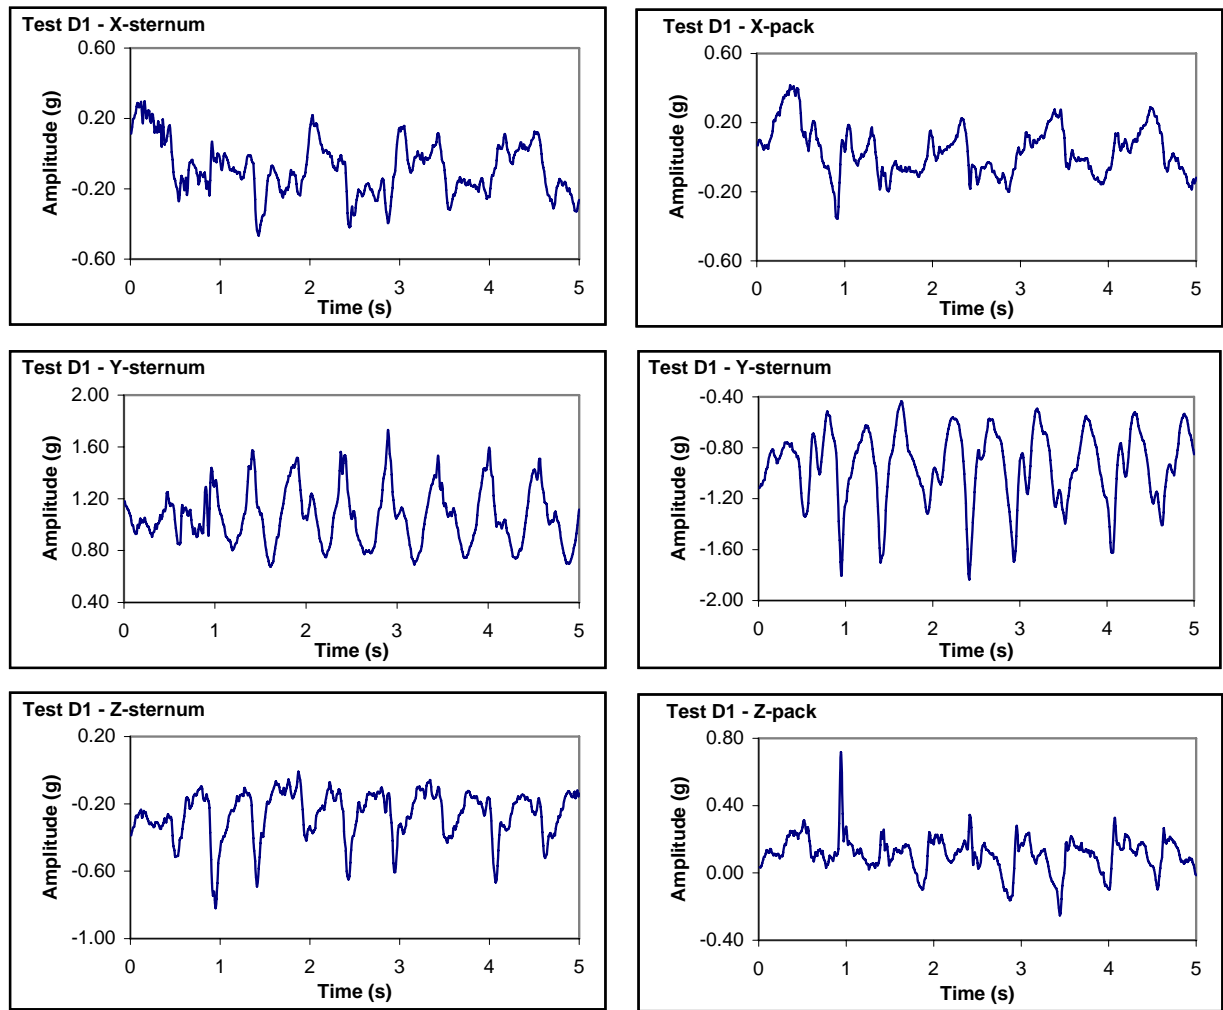 Test D1 - X-sternum
0.60
0.20
-0.20
-0.60
Amplitude (g)
0 1 2 3 4 5
Time (s)
Test D1 - X-pack
0.60
0.20
-0.20
-0.60
Amplitude (g)
0 1 2 3 4 5
Time (s)
Test D1 - Y-sternum
2.00
1.60
1.20
0.80
0.40
Amplitude (g)
0 1 2 3 4 5
Time (s)
Test D1 - Y-sternum
-0.40
-0.80
-1.20
-1.60
-2.00
Amplitude (g)
0 1 2 3 4 5
Time (s)
Test D1 - Z-sternum
0.20
-0.20
-0.60
-1.00
Amplitude (g)
0 1 2 3 4 5
Time (s)
Test D1 - Z-pack
0.80
0.40
0.00
-0.40
Amplitude (g)
0 1 2 3 4 5
Time (s)